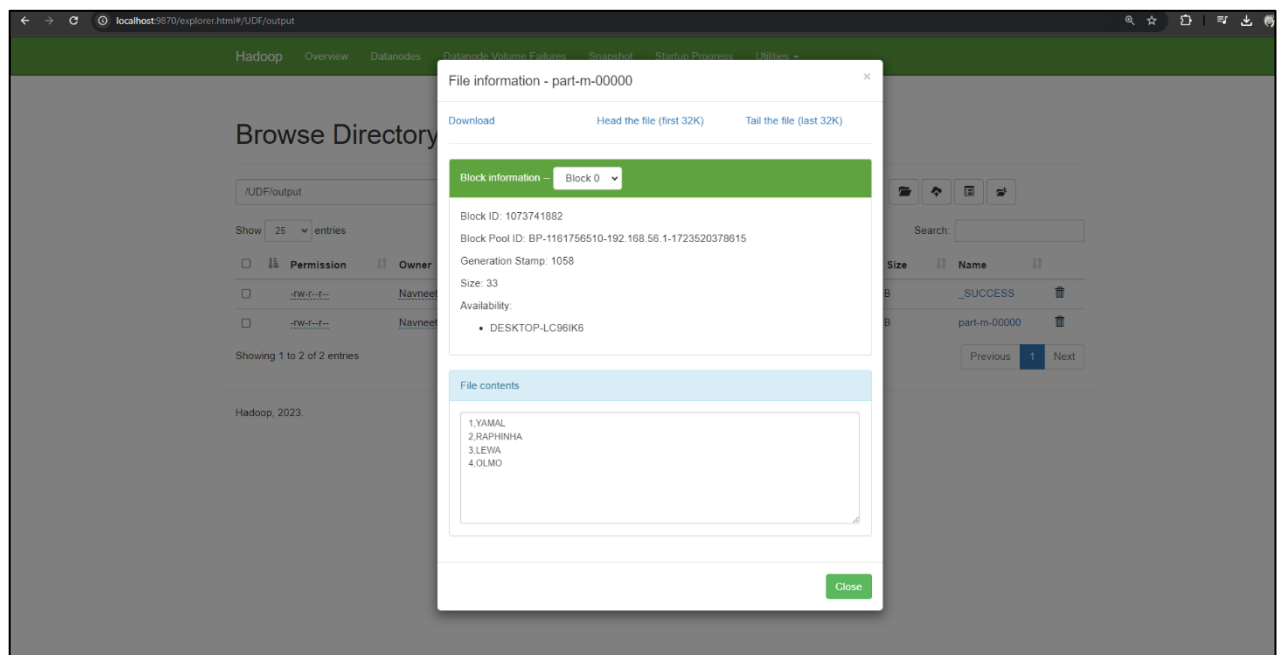 localhost:9870/explorer.html#/UDF/output
Hadoop Overview Datanodes Datanode Volume Failures Snapshot Startup Progress Utilities
File information - part-m-00000 ×
Download Head the file (first 32K) Tail the file (last 32K)
Browse Directory
Block information -- Block 0
/UDF/output
Block ID: 1073741882
Block Pool ID: BP-1161756510-192.168.56.1-1723520378615
Generation Stamp: 1058
Size: 33
Availability:
• DESKTOP-LC96IK6
Show 25 entries Search:
Permission Owner Size Name
-rw-r--r-- Navneet B _SUCCESS
-rw-r--r-- Navneet B part-m-00000
Showing 1 to 2 of 2 entries Previous 1 Next
File contents
1,YAMAL
2,RAPHINHA
3,LEWA
4,OLMO
Hadoop, 2023.
Close